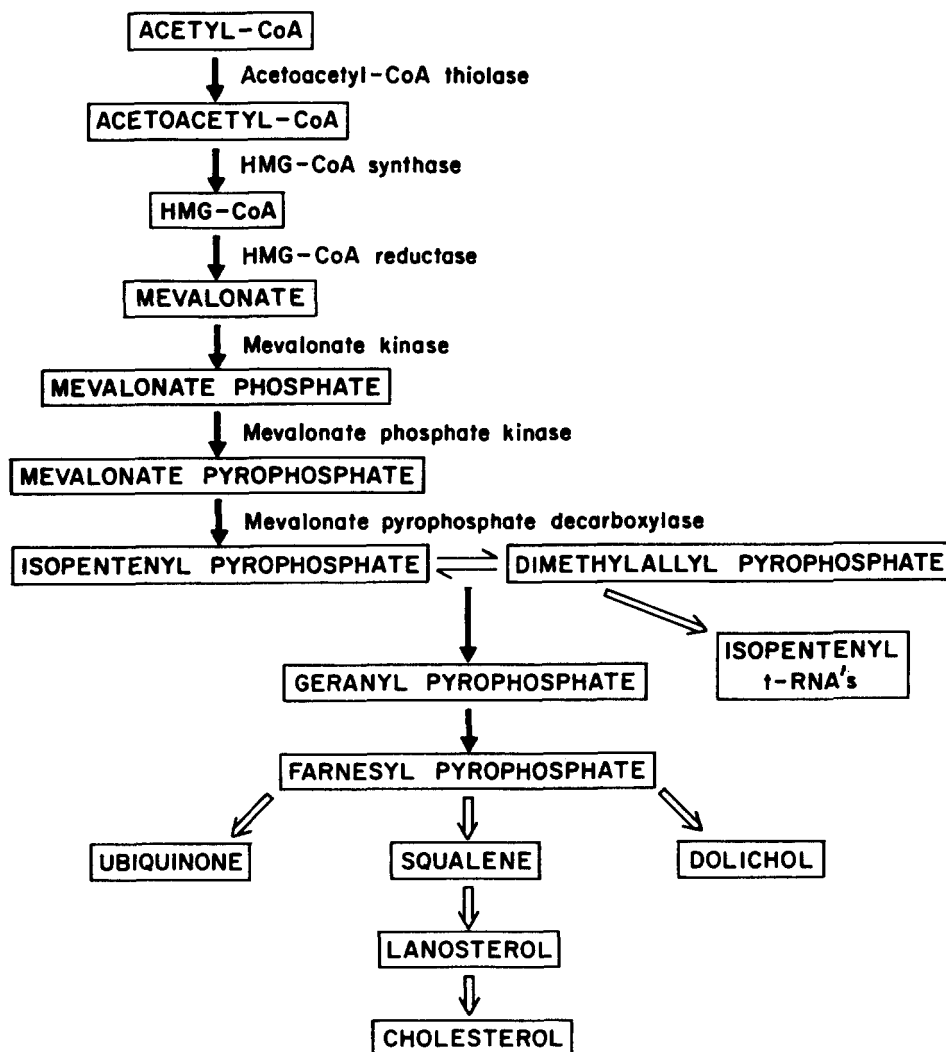 ACETYL-CoA
Acetoacetyl-CoA thiolase
ACETOACETYL-CoA
HMG-CoA synthase
HMG-CoA
HMG-CoA reductase
MEVALONATE
Mevalonate kinase
MEVALONATE PHOSPHATE
Mevalonate phosphate kinase
MEVALONATE PYROPHOSPHATE
Mevalonate pyrophosphate decarboxylase
ISOPENTENYL PYROPHOSPHATE
DIMETHYLALLYL PYROPHOSPHATE
ISOPENTENYL
t-RNA's
GERANYL PYROPHOSPHATE
FARNESYL PYROPHOSPHATE
UBIQUINONE
SQUALENE
DOLICHOL
LANOSTEROL
CHOLESTEROL